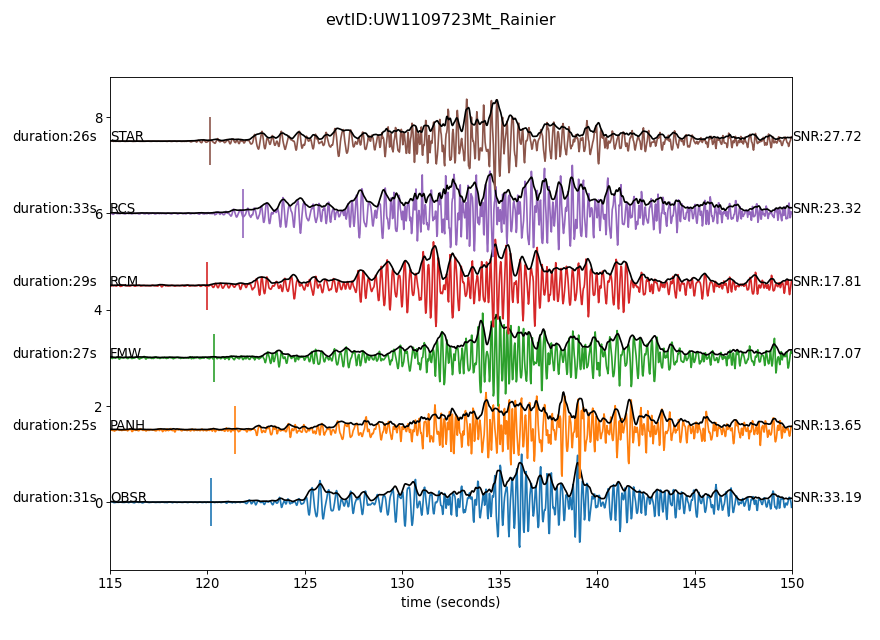 evtID:UW1109723Mt_Rainier
8
duration:26s STAR SNR:27.72
duration:33s RCS SNR:23.32
6
duration:29s RCM SNR:17.81
4
duration:27s FMW SNR:17.07
2
duration:25s PANH SNR:13.65
duration:31s OBSR SNR:33.19
0
115 120 125 130 135 140 145 150
time (seconds)